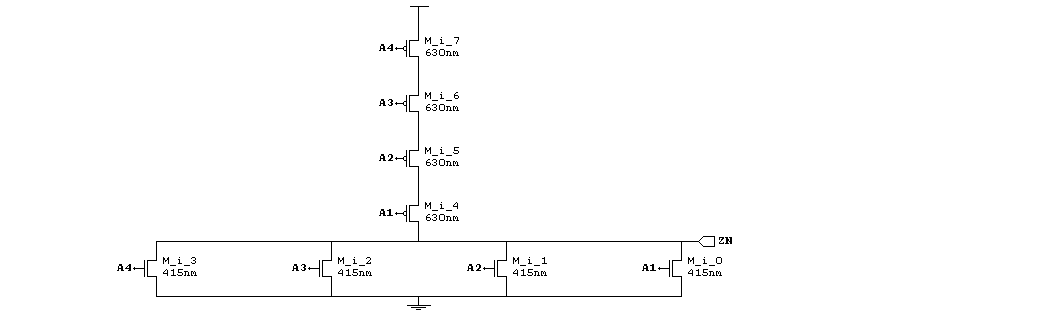 M_i_7
A4
630nm
M_i_6
A3
630nm
M_i_5
A2
630nm
M_i_4
A1
630nm
ZN
A4
M_i_3
415nm
A3
M_i_2
415nm
A2
M_i_1
415nm
A1
M_i_0
415nm